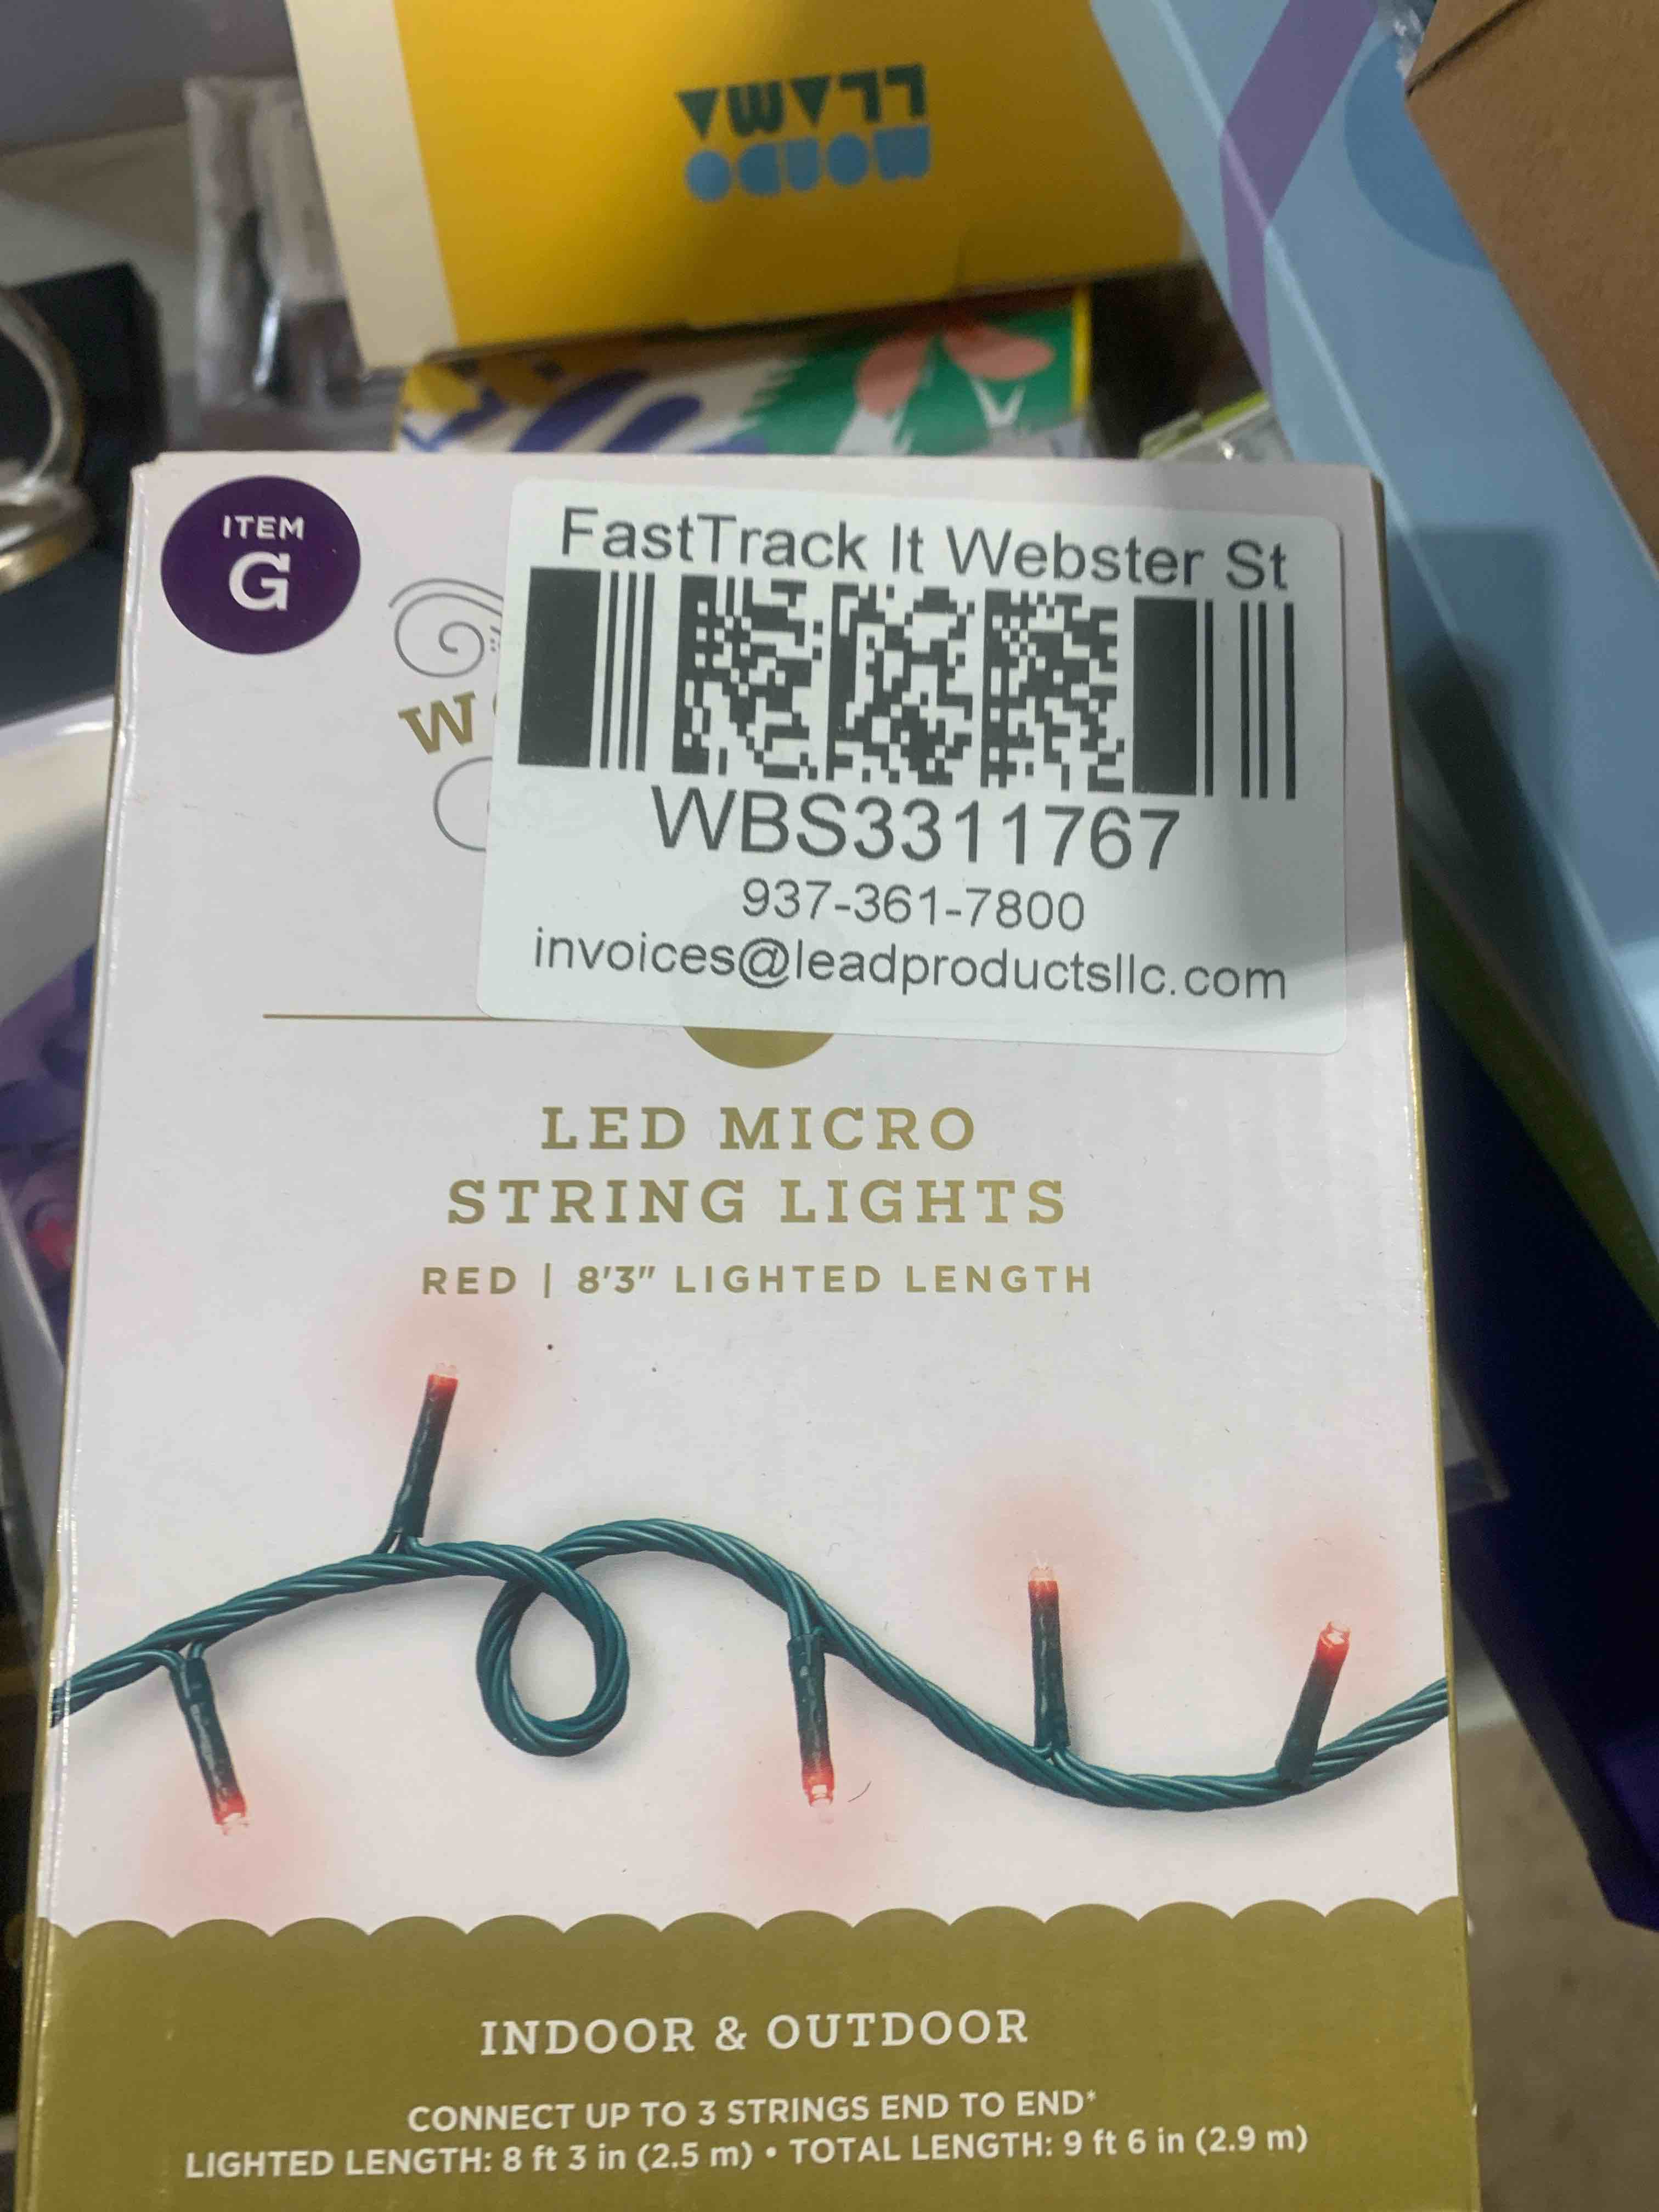 MONDO
LLAMA
ITEM
G
FastTrack It Webster St
WBS3311767
937-361-7800
invoices@leadproductsllc.com
LED MICRO
STRING LIGHTS
RED | 8'3" LIGHTED LENGTH
INDOOR & OUTDOOR
CONNECT UP TO 3 STRINGS END TO END*
LIGHTED LENGTH: 8 ft 3 in (2.5 m) • TOTAL LENGTH: 9 ft 6 in (2.9 m)